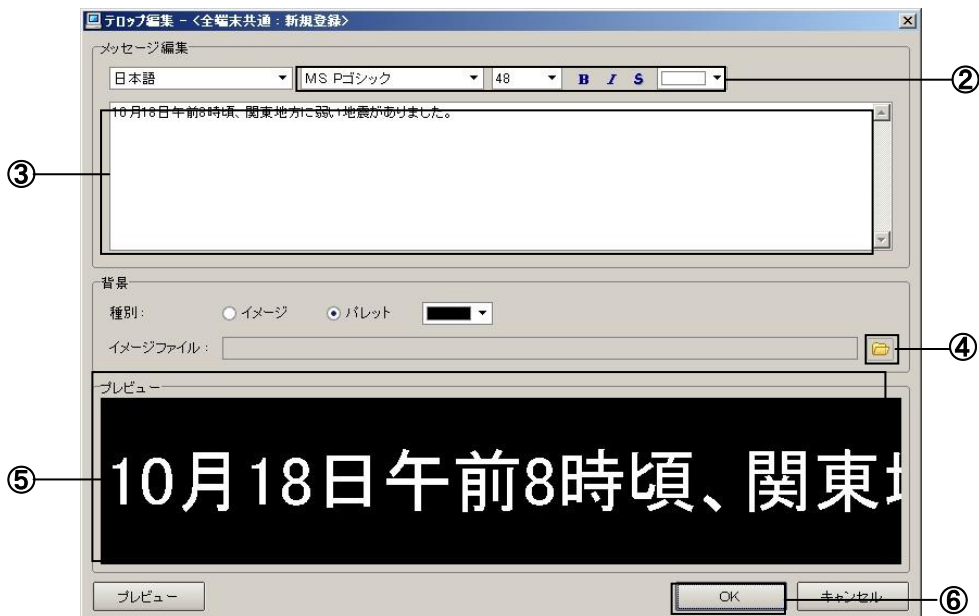 テロップ編集 - <全端末共通：新規登録>
メッセージ編集
日本語 MS Pゴシック 48 B I S
②
10月18日午前8時頃、関東地方に弱い地震がありました。
③
背景
種別： イメージ パレット
イメージファイル：
④
プレビュー
10月18日午前8時頃、関東地
⑤
プレビュー OK キャンセル
⑥